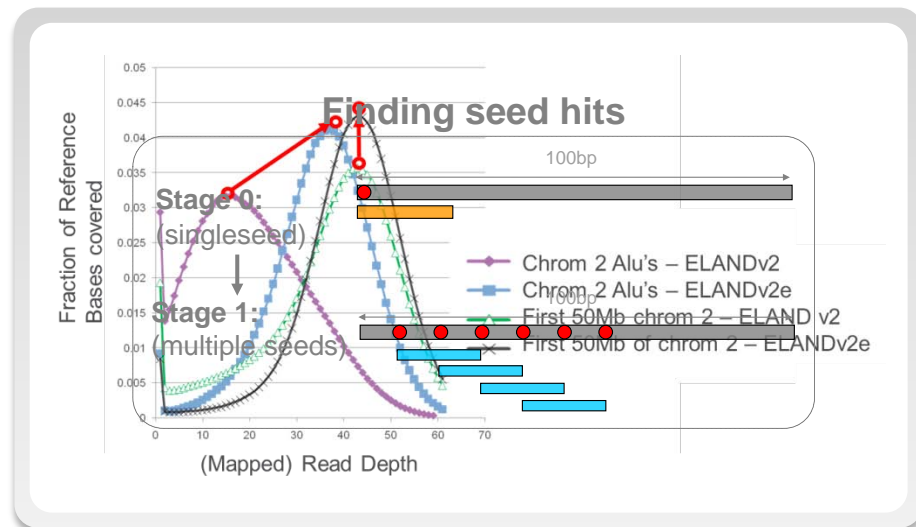 Finding seed hits
0.05
0.045
0.04
0.035
0.03
0.025
0.02
0.015
0.01
0.005
0
0 10 20 30 40 50 60 70
Fraction of Reference
Bases covered
(Mapped) Read Depth
100bp
Stage 0:
(singleseed)
Stage 1:
(multiple seeds)
100bp
Chrom 2 Alu's – ELANDv2
Chrom 2 Alu's – ELANDv2e
First 50Mb chrom 2 – ELAND v2
First 50Mb of chrom 2 – ELANDv2e